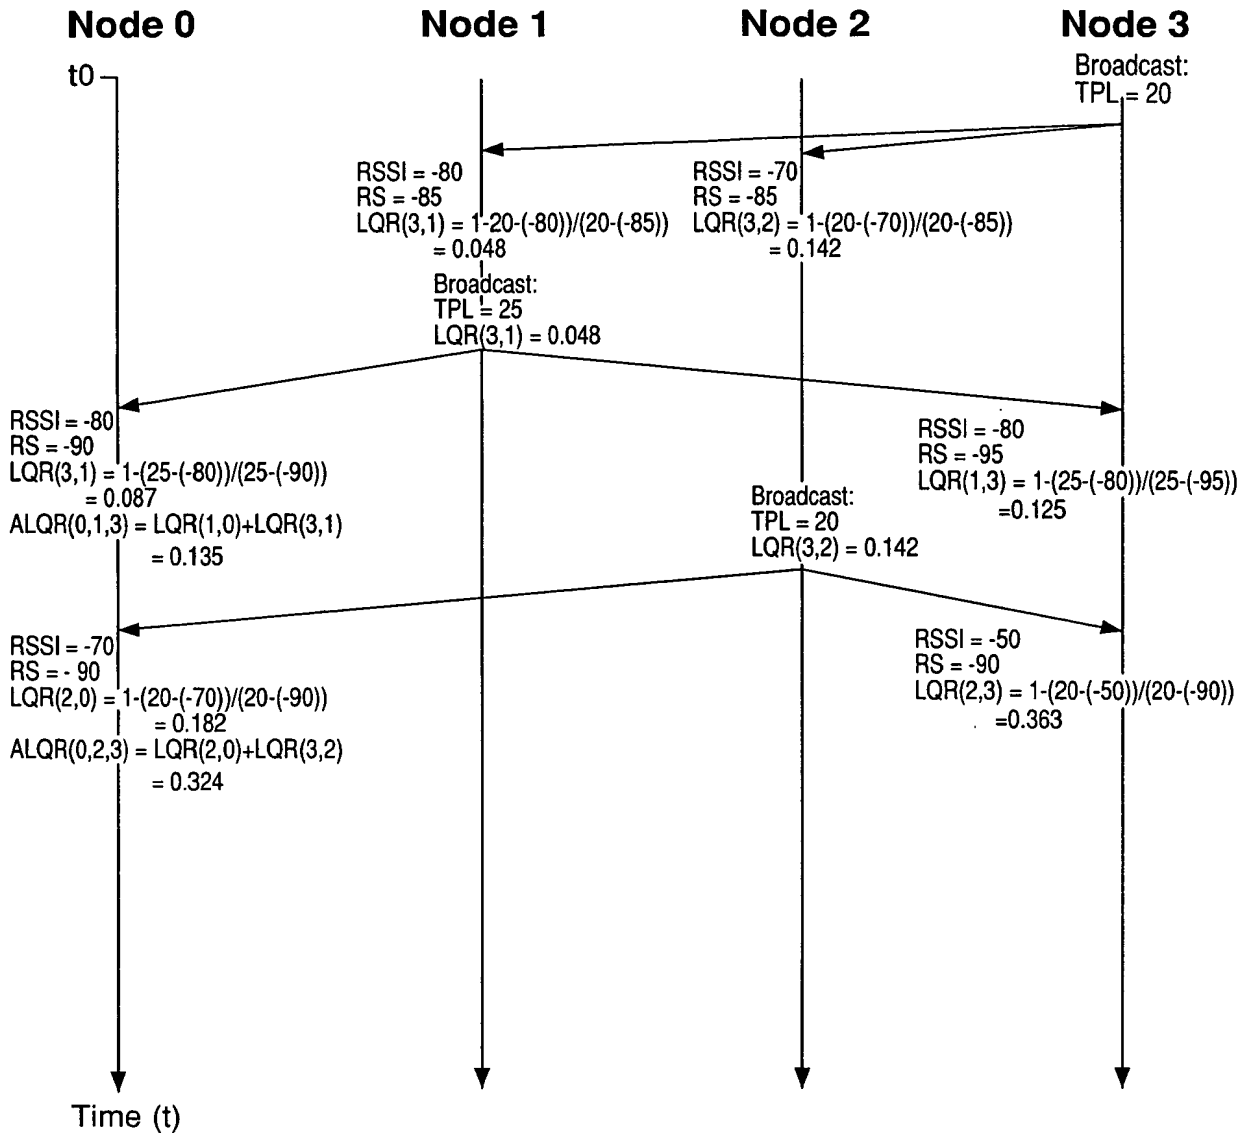 Node 0 Node 1 Node 2 Node 3
t0
Broadcast:
TPL = 20
RSSI = -80
RS = -85
LQR(3,1) = 1-20-(-80))/(20-(-85))
= 0.048
RSSI = -70
RS = -85
LQR(3,2) = 1-(20-(-70))/(20-(-85))
= 0.142
Broadcast:
TPL = 25
LQR(3,1) = 0.048
RSSI = -80
RS = -90
LQR(3,1) = 1-(25-(-80))/(25-(-90))
= 0.087
ALQR(0,1,3) = LQR(1,0)+LQR(3,1)
= 0.135
RSSI = -80
RS = -95
LQR(1,3) = 1-(25-(-80))/(25-(-95))
=0.125
Broadcast:
TPL = 20
LQR(3,2) = 0.142
RSSI = -70
RS = - 90
LQR(2,0) = 1-(20-(-70))/(20-(-90))
= 0.182
ALQR(0,2,3) = LQR(2,0)+LQR(3,2)
= 0.324
RSSI = -50
RS = -90
LQR(2,3) = 1-(20-(-50))/(20-(-90))
=0.363
Time (t)